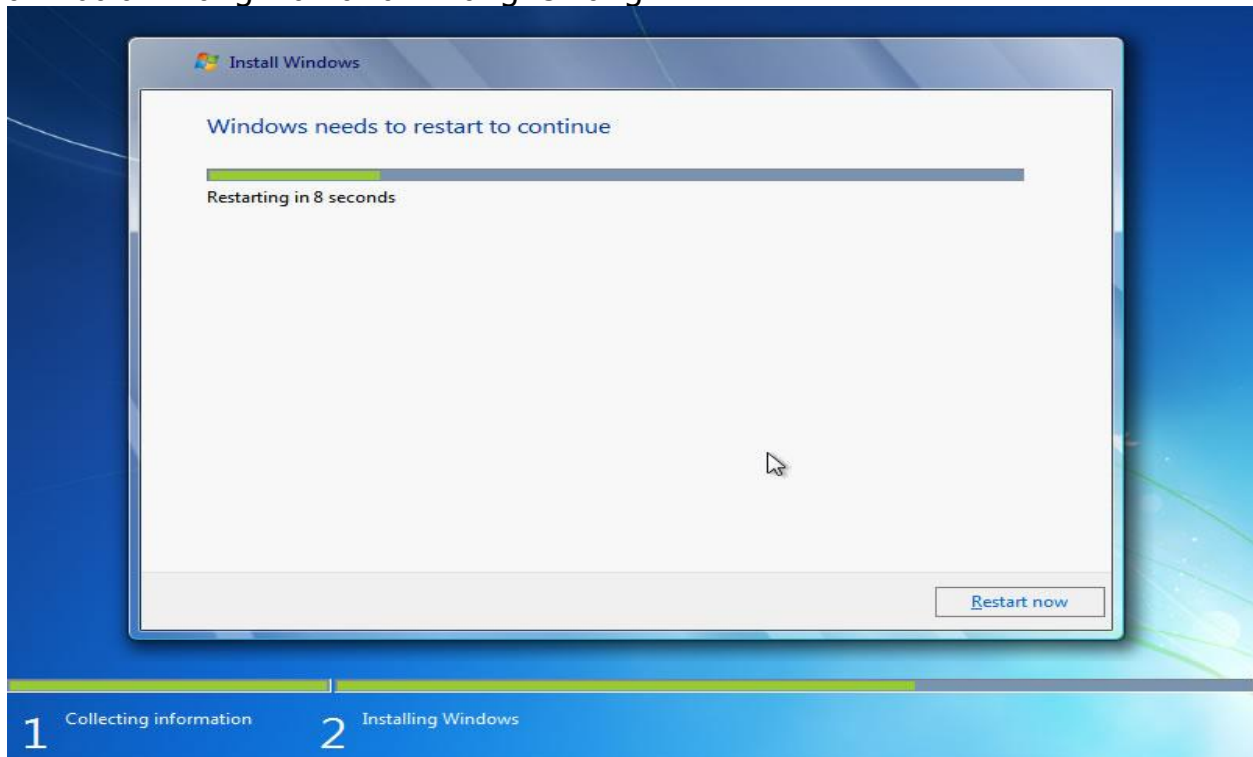 Install Windows
Windows needs to restart to continue
Restarting in 8 seconds
Restart now
1 Collecting information 2 Installing Windows